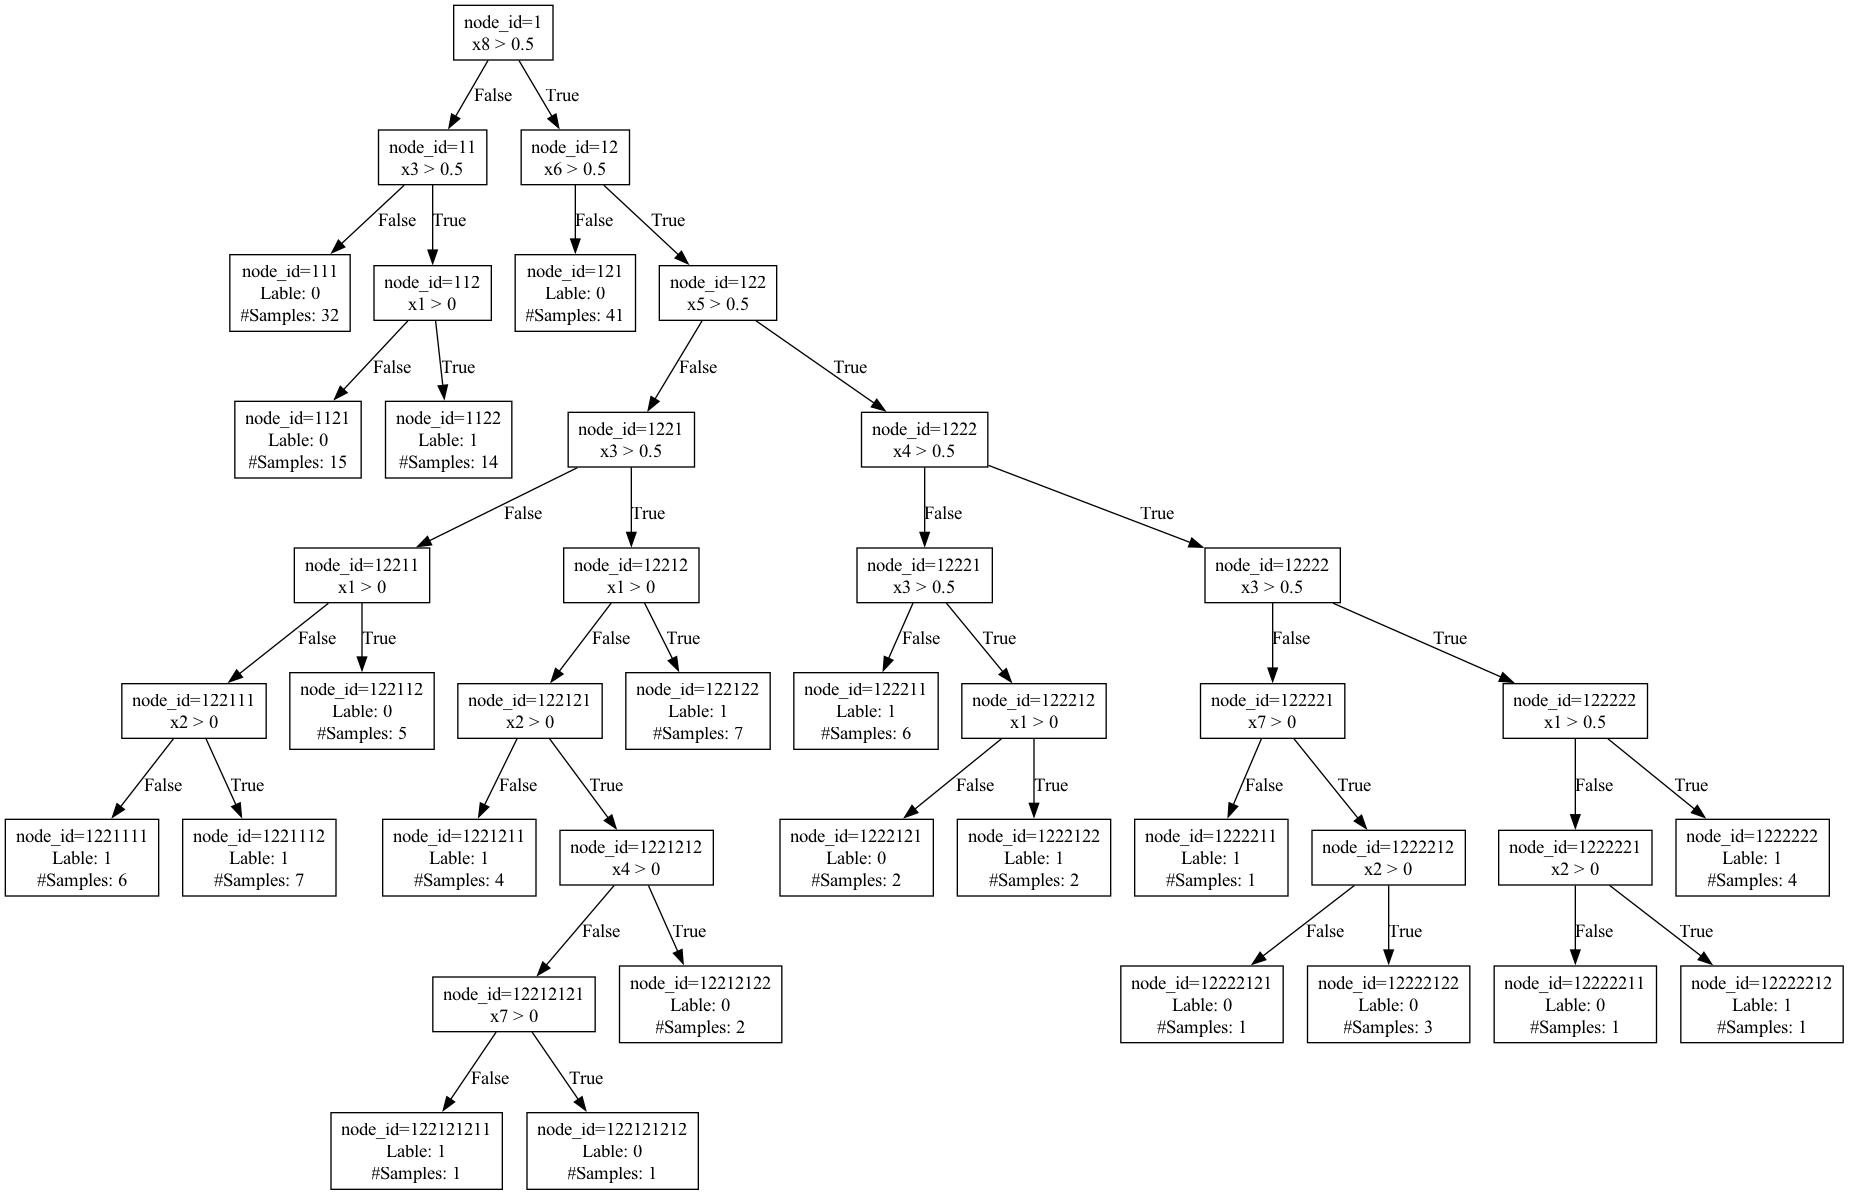 node_id=1
x8 > 0.5
False
True
node_id=11
x3 > 0.5
node_id=12
x6 > 0.5
False
True
False
True
node_id=111
Lable: 0
#Samples: 32
node_id=112
x1 > 0
node_id=121
Lable: 0
#Samples: 41
node_id=122
x5 > 0.5
False
True
False
True
node_id=1121
Lable: 0
#Samples: 15
node_id=1122
Lable: 1
#Samples: 14
node_id=1221
x3 > 0.5
node_id=1222
x4 > 0.5
False
True
False
True
node_id=12211
x1 > 0
node_id=12212
x1 > 0
node_id=12221
x3 > 0.5
node_id=12222
x3 > 0.5
False
True
False
True
False
True
False
True
node_id=122111
x2 > 0
node_id=122112
Lable: 0
#Samples: 5
node_id=122121
x2 > 0
node_id=122122
Lable: 1
#Samples: 7
node_id=122211
Lable: 1
#Samples: 6
node_id=122212
x1 > 0
node_id=122221
x7 > 0
node_id=122222
x1 > 0.5
False
True
False
True
False
True
False
True
False
True
node_id=1221111
Lable: 1
#Samples: 6
node_id=1221112
Lable: 1
#Samples: 7
node_id=1221211
Lable: 1
#Samples: 4
node_id=1221212
x4 > 0
node_id=1222121
Lable: 0
#Samples: 2
node_id=1222122
Lable: 1
#Samples: 2
node_id=1222211
Lable: 1
#Samples: 1
node_id=1222212
x2 > 0
node_id=1222221
x2 > 0
node_id=1222222
Lable: 1
#Samples: 4
False
True
False
True
False
True
node_id=12212121
x7 > 0
node_id=12212122
Lable: 0
#Samples: 2
node_id=12222121
Lable: 0
#Samples: 1
node_id=12222122
Lable: 0
#Samples: 3
node_id=12222211
Lable: 0
#Samples: 1
node_id=12222212
Lable: 1
#Samples: 1
False
True
node_id=122121211
Lable: 1
#Samples: 1
node_id=122121212
Lable: 0
#Samples: 1